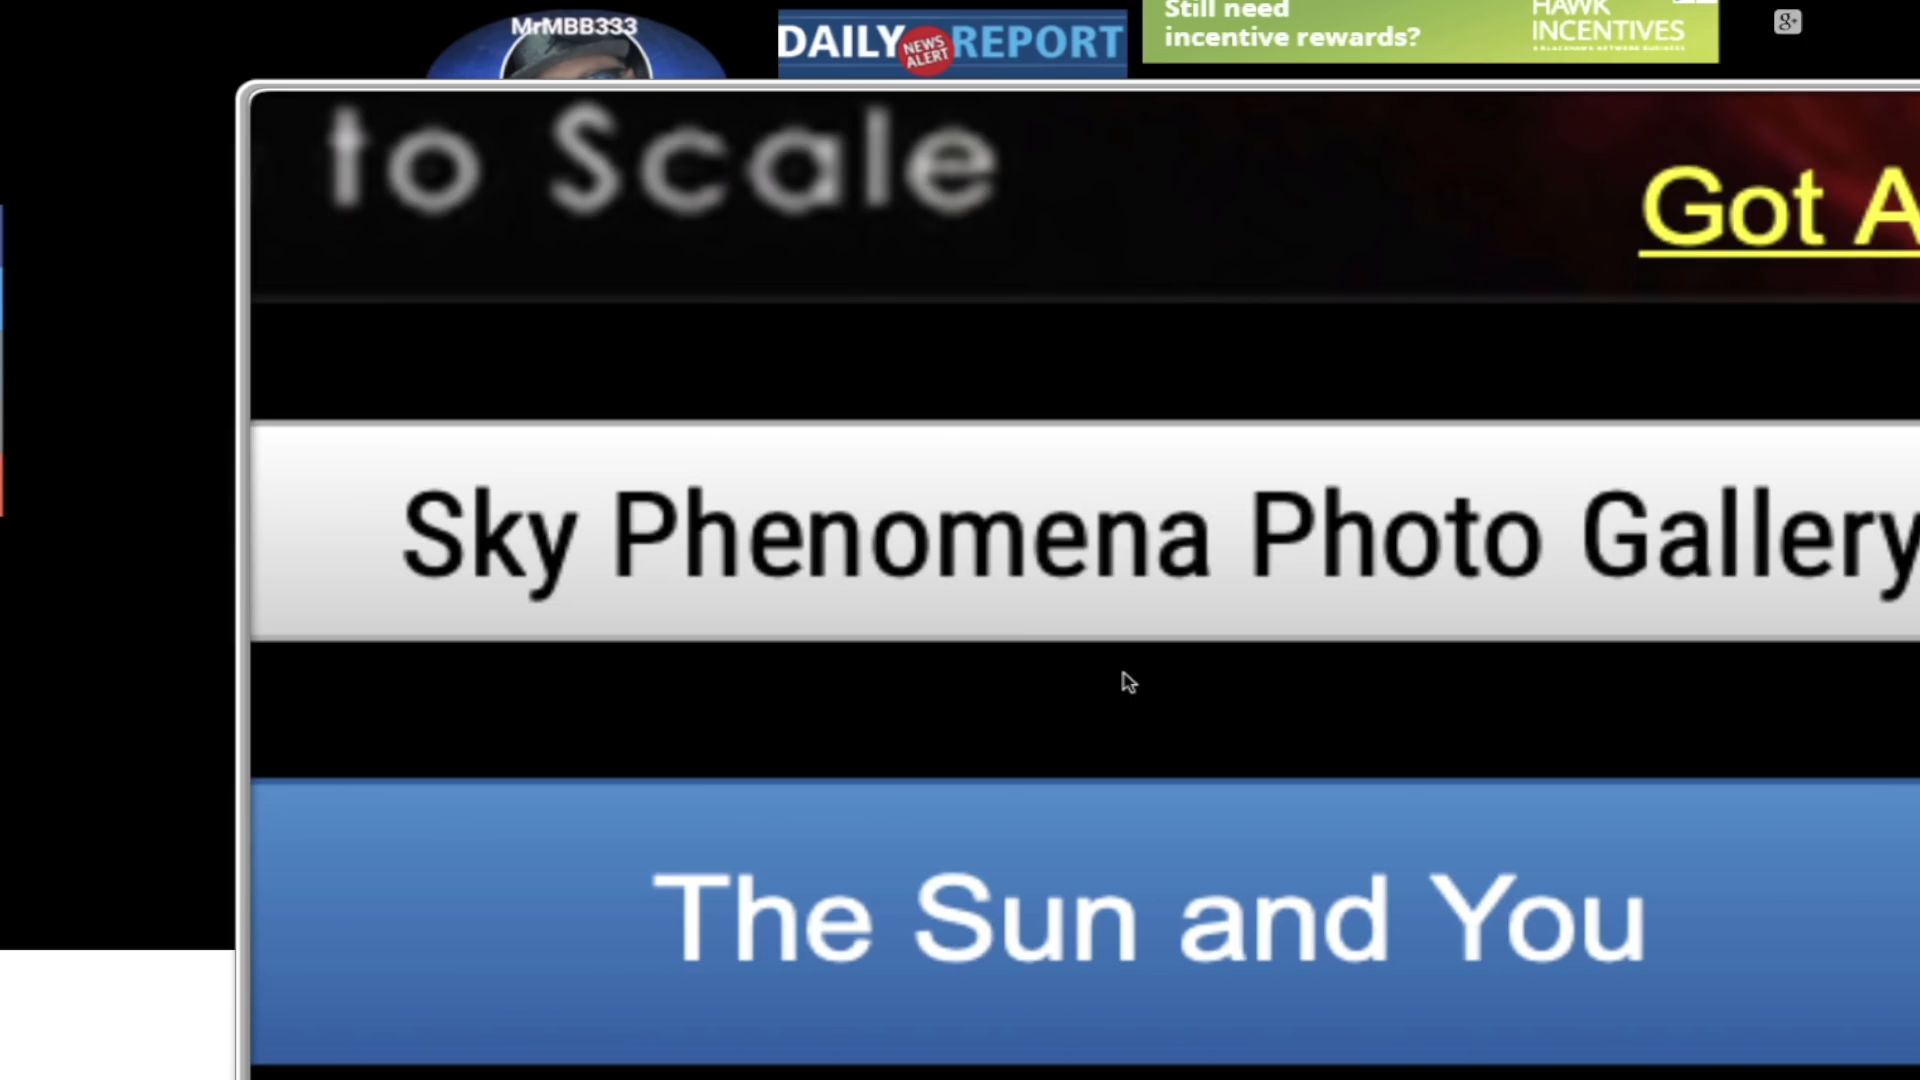 MrMBB333
DAILY NEWS ALERT REPORT
Still need
incentive rewards?
HAWK
INCENTIVES
g+
to Scale
Got A
Sky Phenomena Photo Gallery
The Sun and You